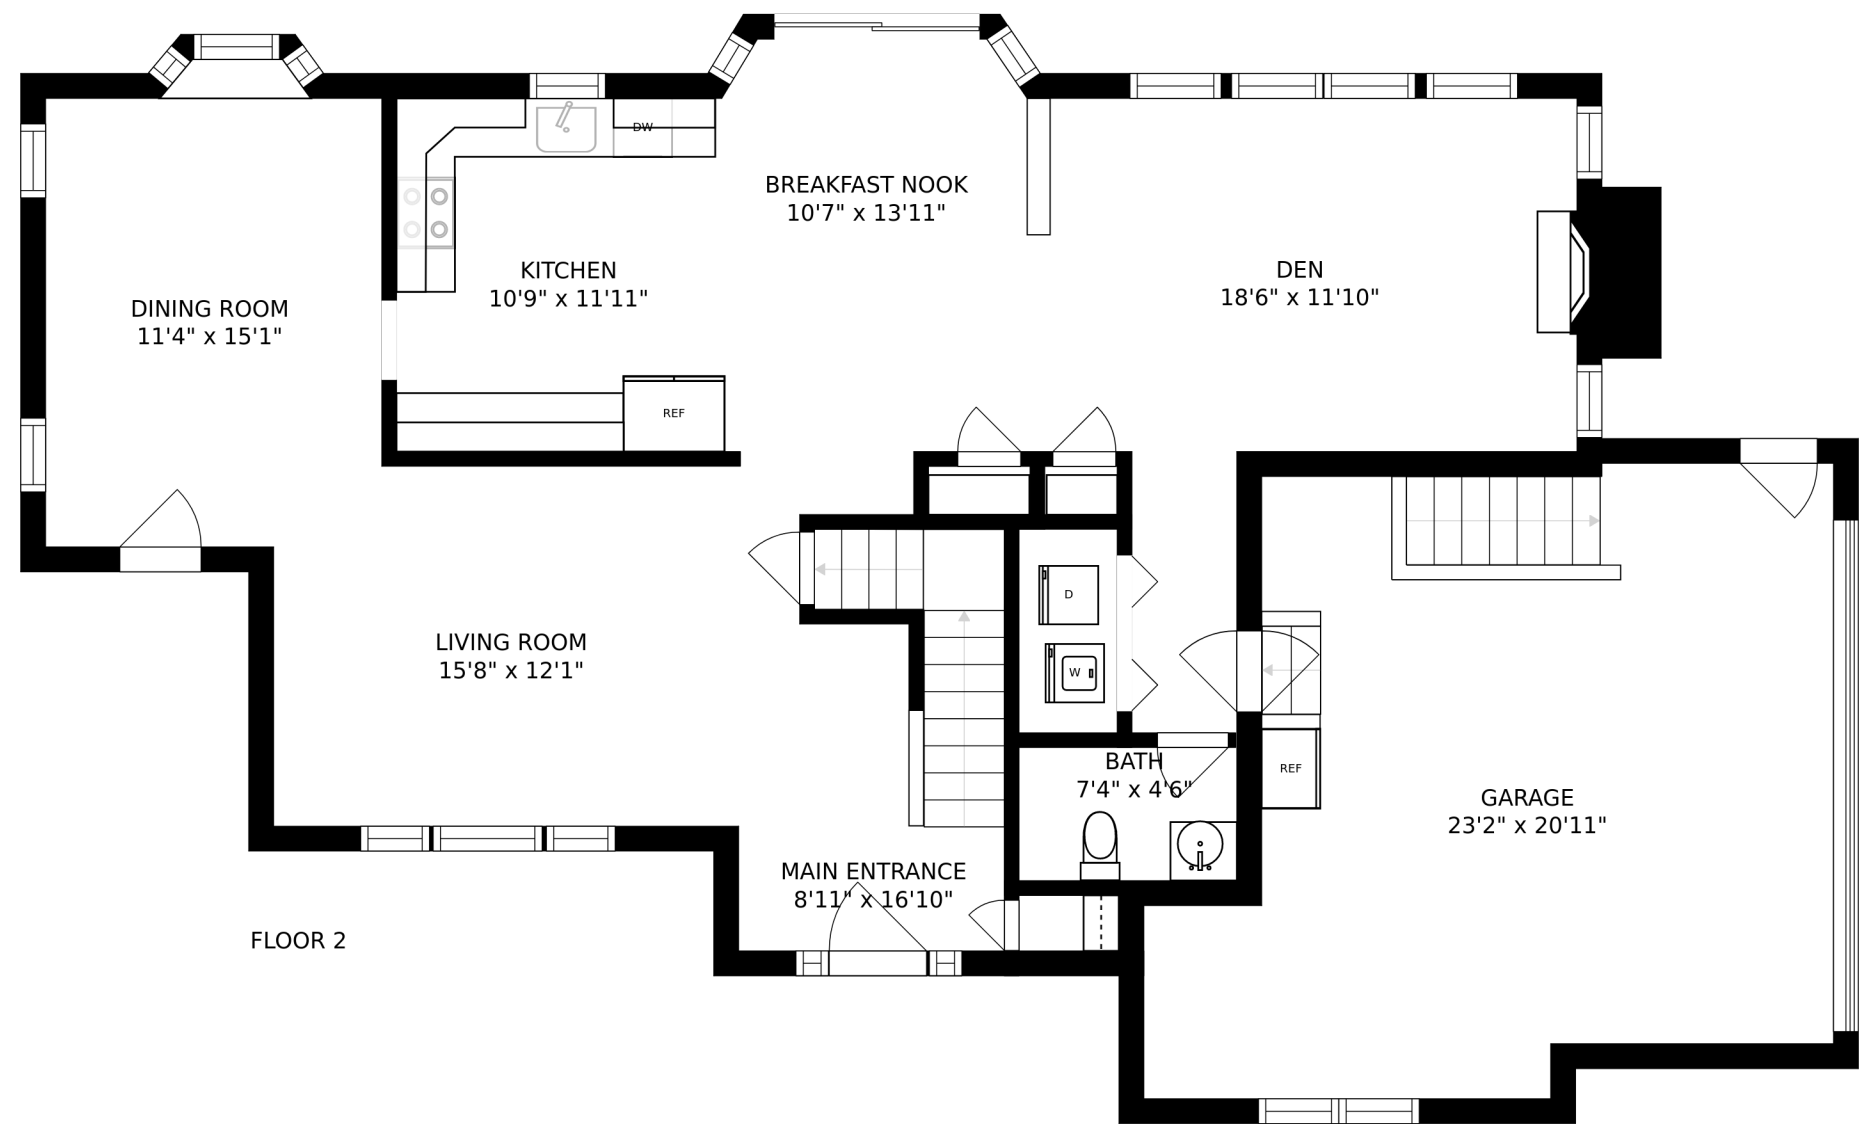 DW
BREAKFAST NOOK
10'7" x 13'11"
KITCHEN
10'9" x 11'11"
DEN
18'6" x 11'10"
DINING ROOM
11'4" x 15'1"
REF
D
LIVING ROOM
15'8" x 12'1"
W
BATH
7'4" x 4'6"
REF
GARAGE
23'2" x 20'11"
MAIN ENTRANCE
8'11" x 16'10"
FLOOR 2